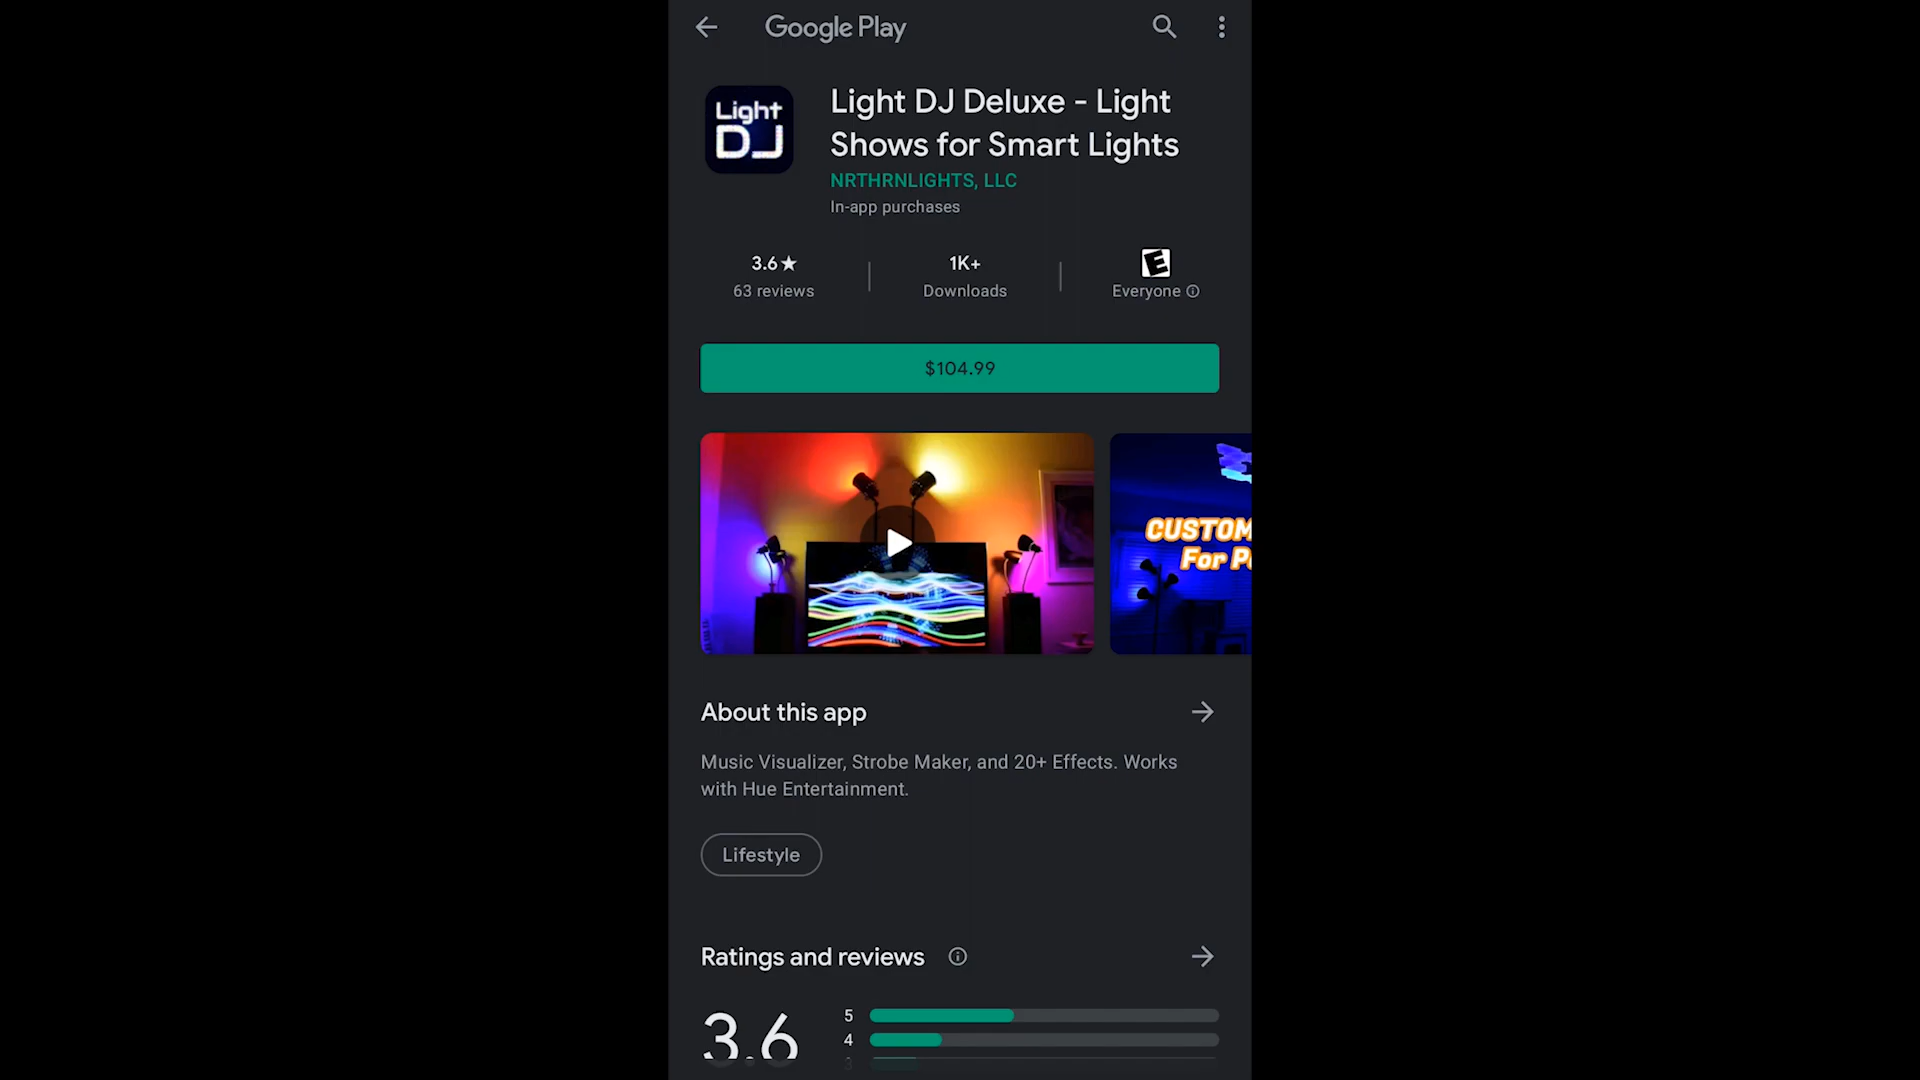 Google Play
Light
DJ
Light DJ Deluxe - Light
Shows for Smart Lights
NRTHRNLIGHTS, LLC
In-app purchases
3.6★
63 reviews
1K+
Downloads
E
Everyone
$104.99
CUSTOM
For
About this app
Music Visualizer, Strobe Maker, and 20+ Effects. Works
with Hue Entertainment.
Lifestyle
Ratings and reviews
3.6
5
4
3